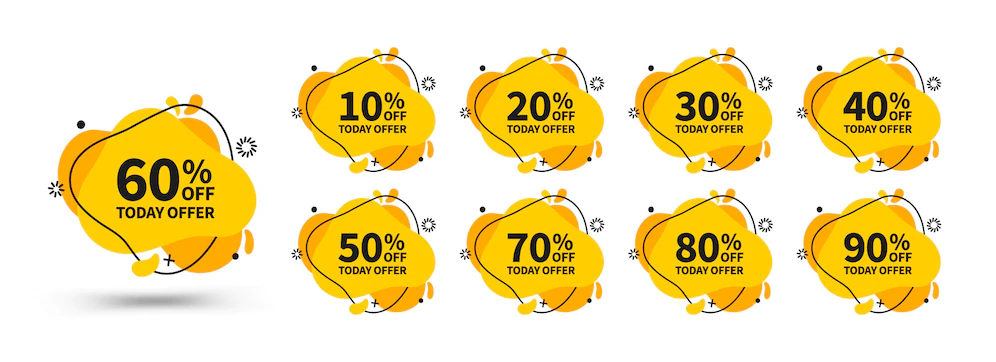 60% OFF
TODAY OFFER
10% OFF
TODAY OFFER
20% OFF
TODAY OFFER
30% OFF
TODAY OFFER
40% OFF
TODAY OFFER
50% OFF
TODAY OFFER
70% OFF
TODAY OFFER
80% OFF
TODAY OFFER
90% OFF
TODAY OFFER